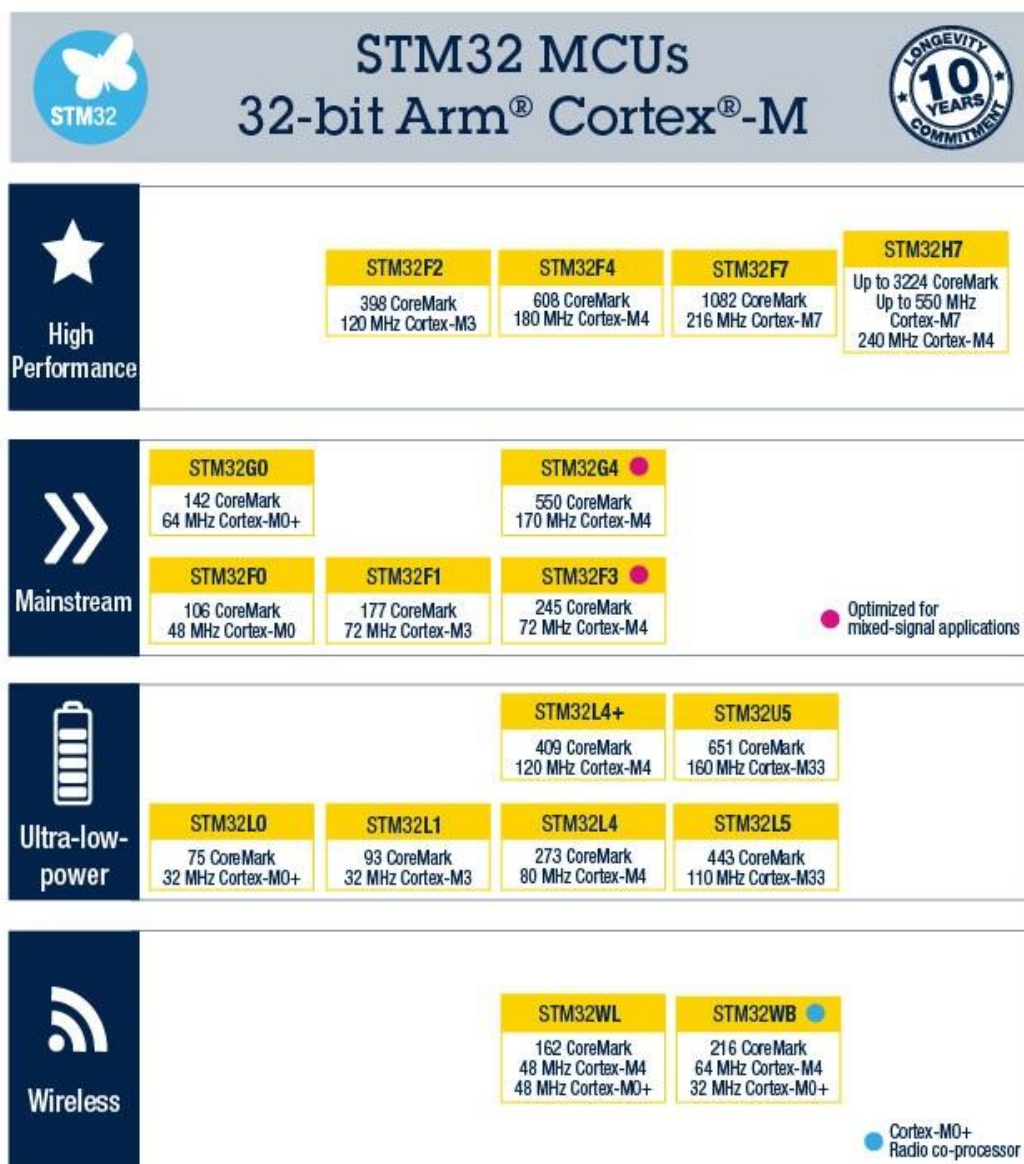 STM32
STM32 MCUs
32-bit Arm® Cortex®-M
LONGEVITY
10
YEARS
COMMITMENT
High
Performance
STM32F2
398 CoreMark
120 MHz Cortex-M3
STM32F4
608 CoreMark
180 MHz Cortex-M4
STM32F7
1082 CoreMark
216 MHz Cortex-M7
STM32H7
Up to 3224 CoreMark
Up to 550 MHz
Cortex-M7
240 MHz Cortex-M4
Mainstream
STM32G0
142 CoreMark
64 MHz Cortex-M0+
STM32G4
550 CoreMark
170 MHz Cortex-M4
STM32F0
106 CoreMark
48 MHz Cortex-M0
STM32F1
177 CoreMark
72 MHz Cortex-M3
STM32F3
245 CoreMark
72 MHz Cortex-M4
Optimized for
mixed-signal applications
Ultra-low-
power
STM32L4+
409 CoreMark
120 MHz Cortex-M4
STM32U5
651 CoreMark
160 MHz Cortex-M33
STM32L0
75 CoreMark
32 MHz Cortex-M0+
STM32L1
93 CoreMark
32 MHz Cortex-M3
STM32L4
273 CoreMark
80 MHz Cortex-M4
STM32L5
443 CoreMark
110 MHz Cortex-M33
Wireless
STM32WL
162 CoreMark
48 MHz Cortex-M4
48 MHz Cortex-M0+
STM32WB
216 CoreMark
64 MHz Cortex-M4
32 MHz Cortex-M0+
Cortex-M0+
Radio co-processor